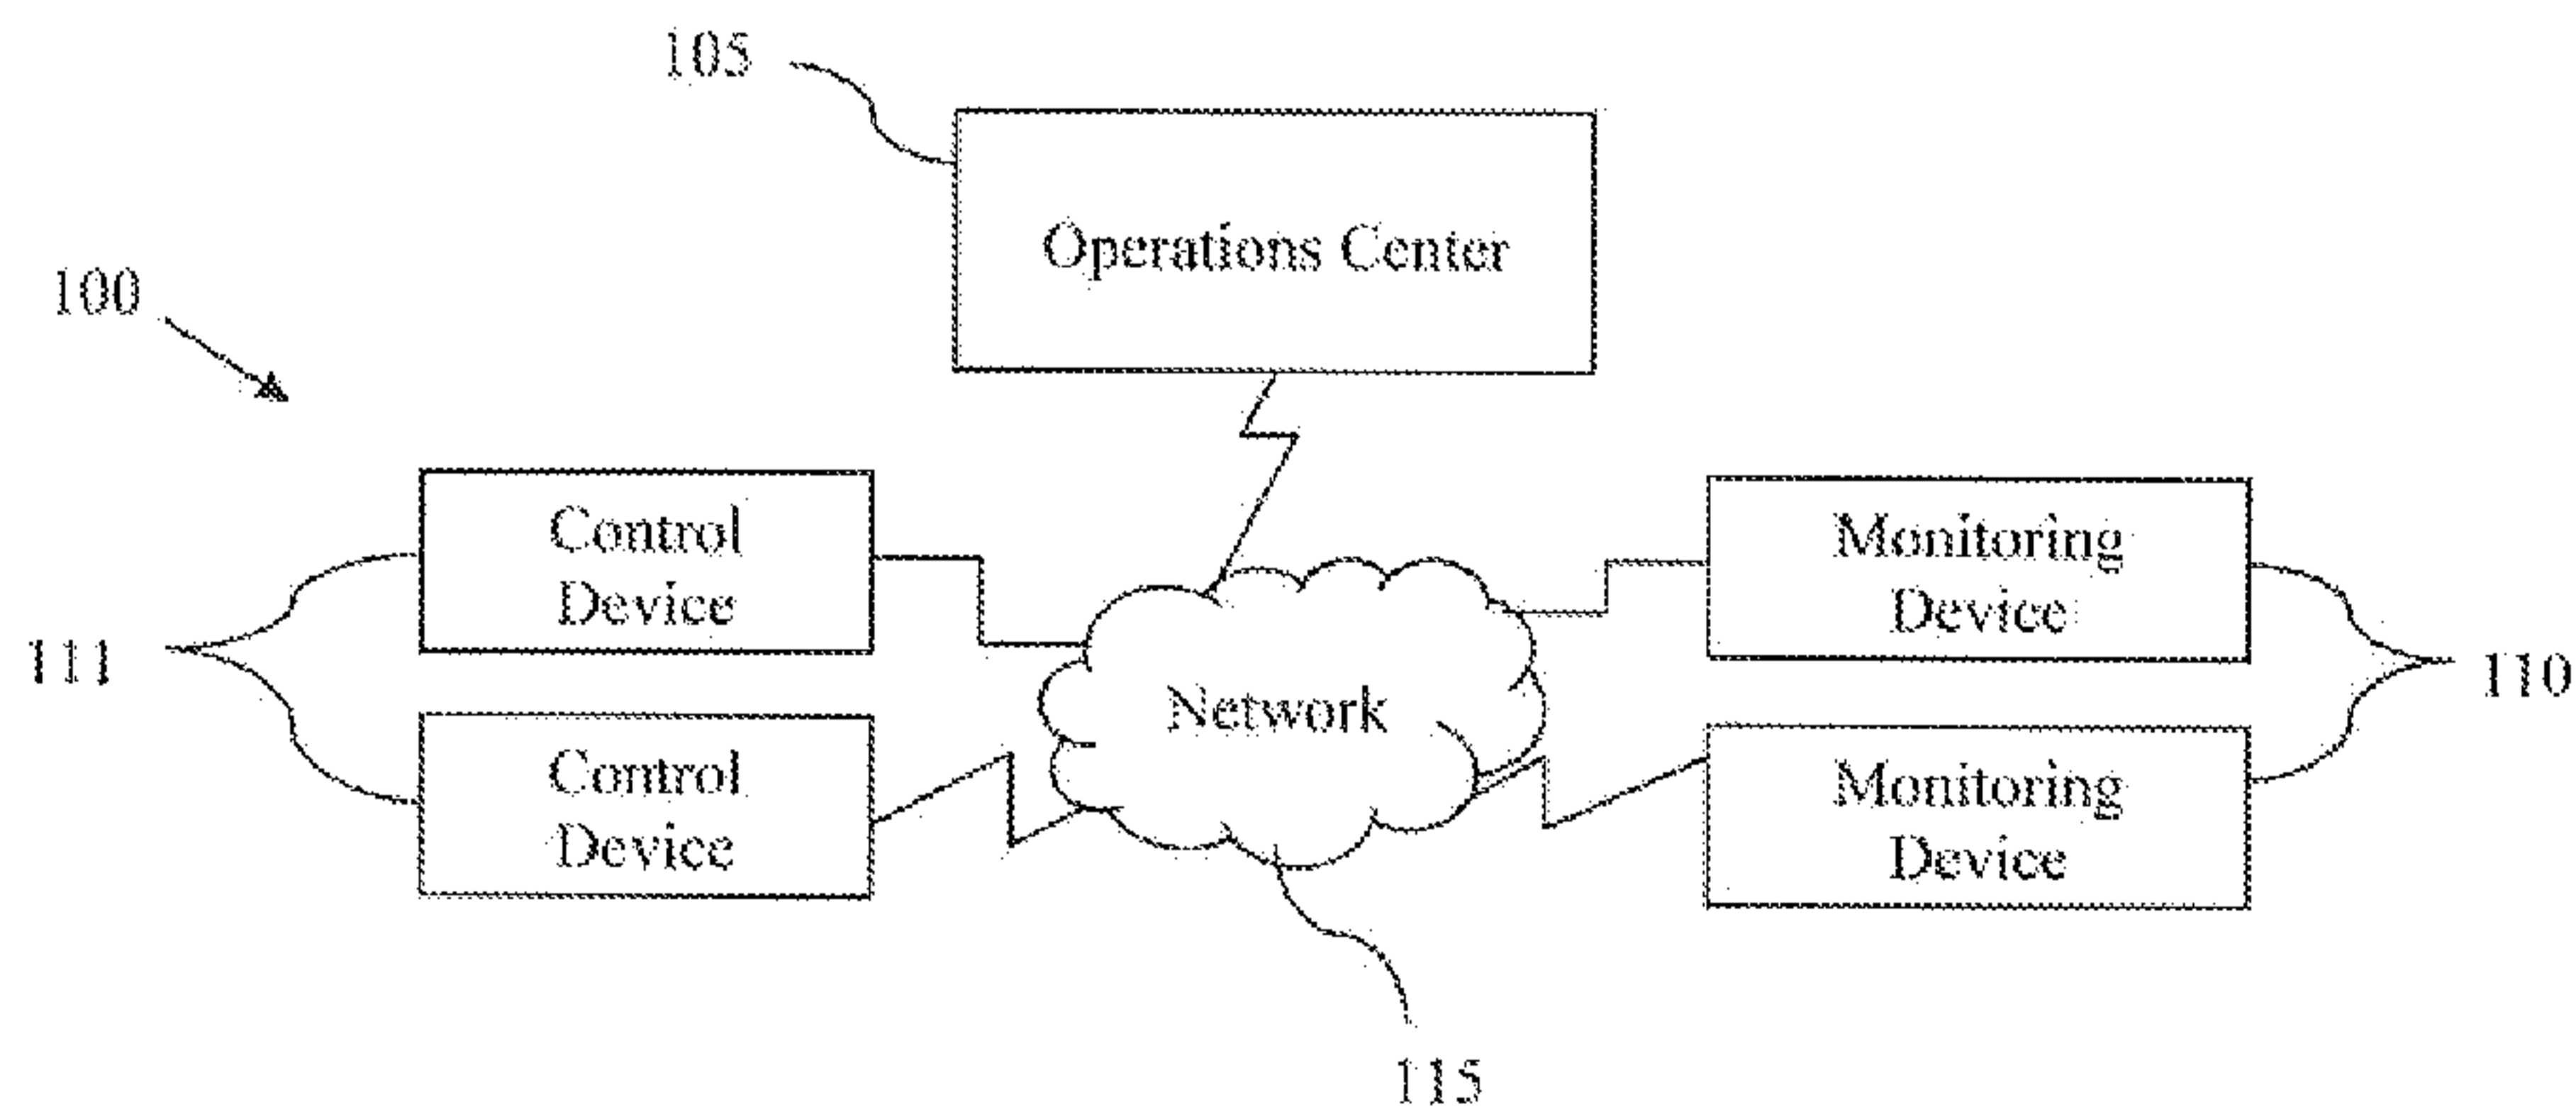 105
Operations Center
100
Control
Device
Monitoring
Device
111
Network
110
Control
Device
Monitoring
Device
115